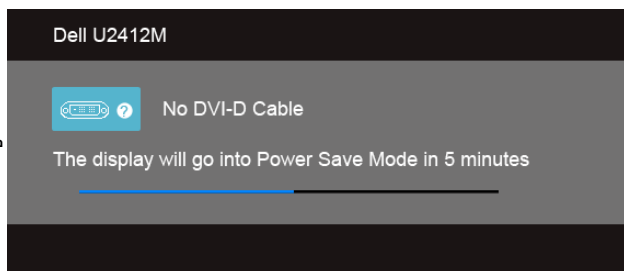 Dell U2412M
? No DVI-D Cable
The display will go into Power Save Mode in 5 minutes